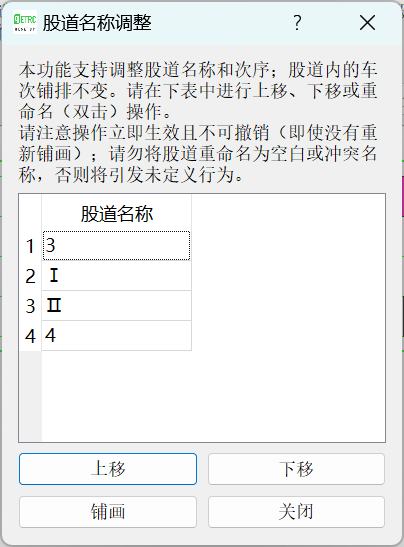 ETRC
股道名称调整
?
本功能支持调整股道名称和次序；股道内的车
次铺排不变。请在下表中进行上移、下移或重
命名（双击）操作。
请注意操作立即生效且不可撤销（即使没有重
新铺画）；请勿将股道重命名为空白或冲突名
称，否则将引发未定义行为。
股道名称
1 3
2 Ⅰ
3 Ⅱ
4 4
上移 下移
铺画 关闭